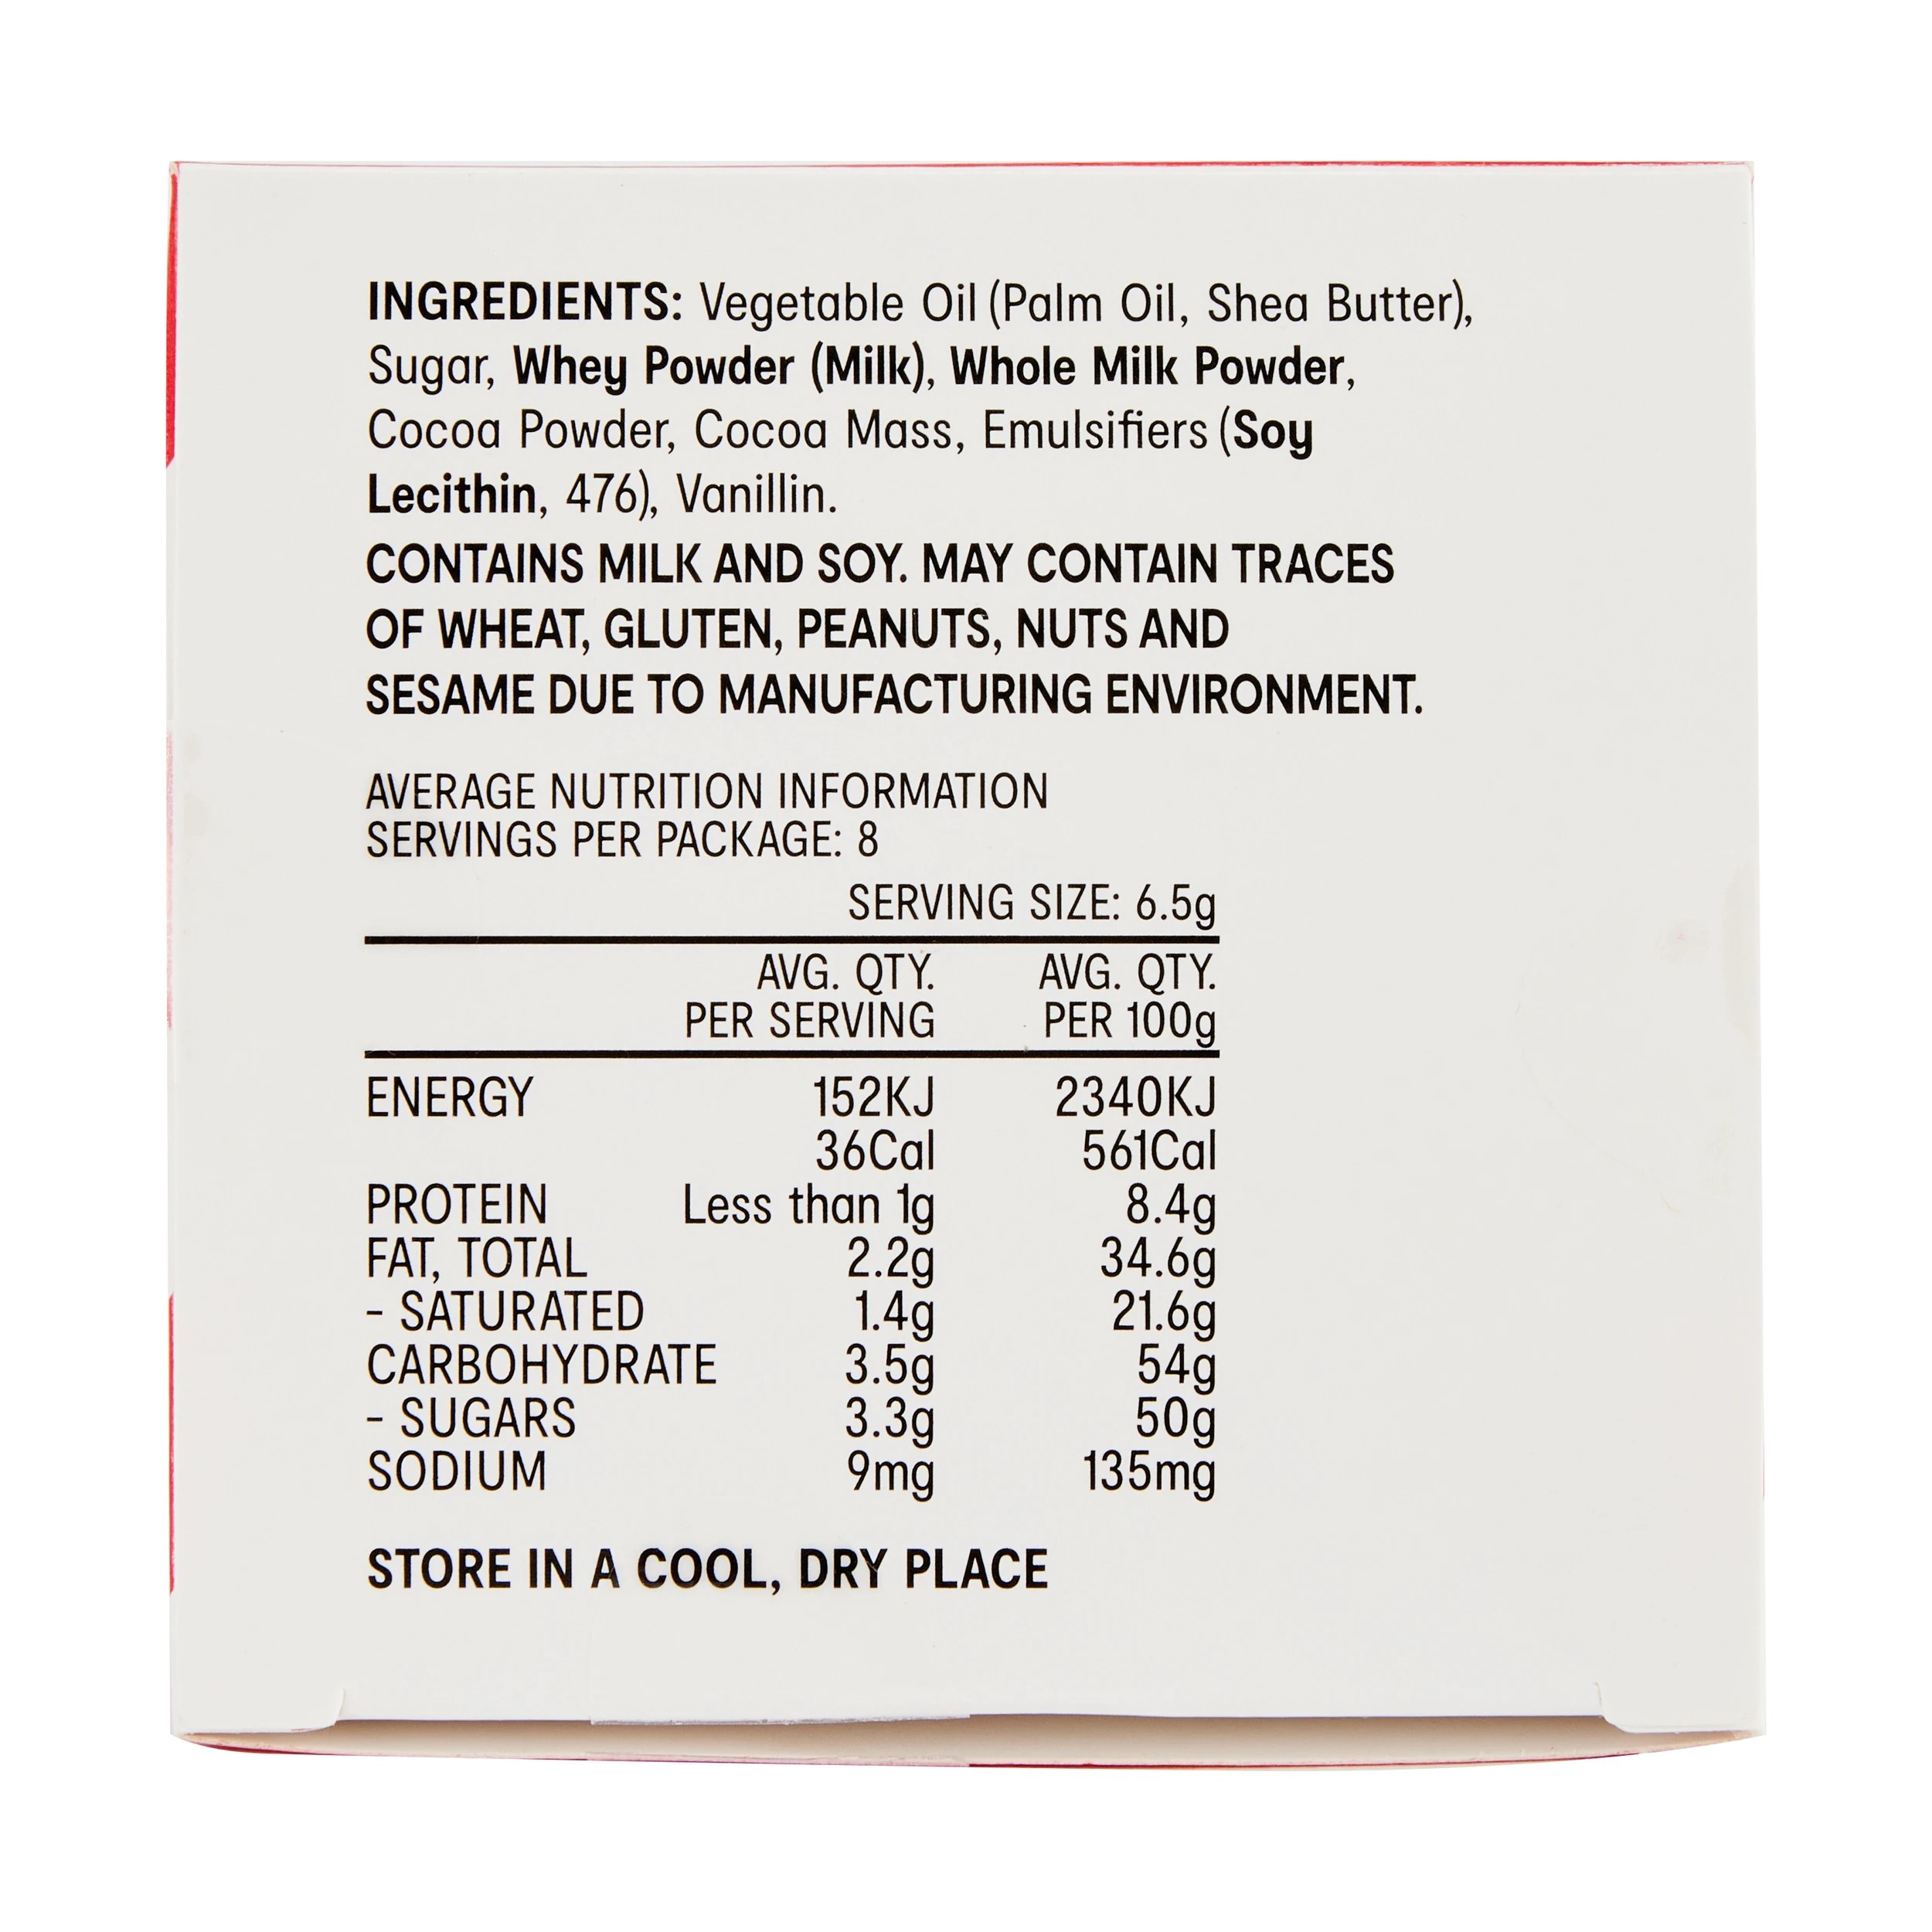 INGREDIENTS: Vegetable Oil (Palm Oil, Shea Butter),
Sugar, Whey Powder (Milk), Whole Milk Powder,
Cocoa Powder, Cocoa Mass, Emulsifiers (Soy
Lecithin, 476), Vanillin.
CONTAINS MILK AND SOY. MAY CONTAIN TRACES
OF WHEAT, GLUTEN, PEANUTS, NUTS AND
SESAME DUE TO MANUFACTURING ENVIRONMENT.
AVERAGE NUTRITION INFORMATION
SERVINGS PER PACKAGE: 8
SERVING SIZE: 6.5g
AVG. QTY. AVG. QTY.
PER SERVING PER 100g
ENERGY 152KJ 2340KJ
36Cal 561Cal
PROTEIN Less than 1g 8.4g
FAT, TOTAL 2.2g 34.6g
- SATURATED 1.4g 21.6g
CARBOHYDRATE 3.5g 54g
- SUGARS 3.3g 50g
SODIUM 9mg 135mg
STORE IN A COOL, DRY PLACE